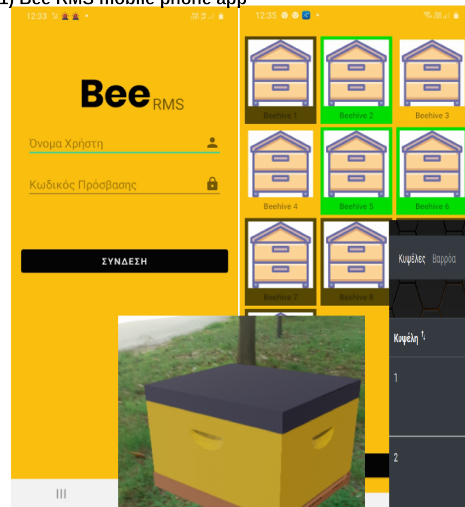 1) Bee RMS mobile phone app
12:33
12:35
Bee RMS
Όνομα Χρήστη
Κωδικός Πρόσβασης
ΣΥΝΔΕΣΗ
Beehive 1
Beehive 2
Beehive 3
Beehive 4
Beehive 5
Beehive 6
Beehive 7
Beehive 8
Κυψέλες Βαρρόα
Κυψέλη
1
2